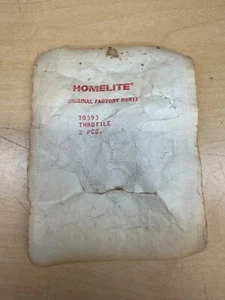 HOMELITE®
ORIGINAL FACTORY PARTS
70593
THROTTLE
2 PCS.